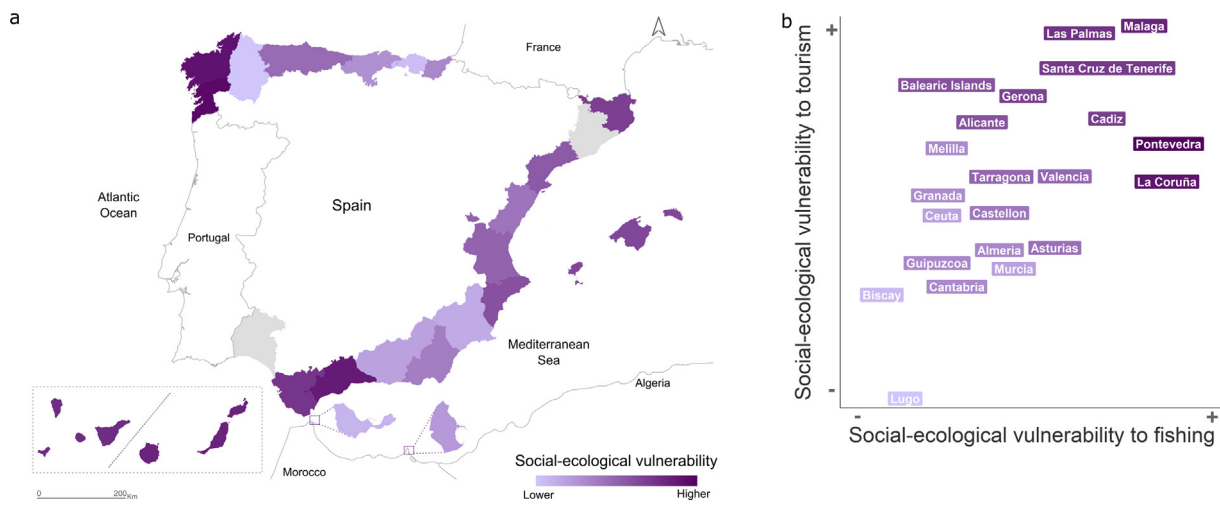 a
France
Atlantic
Ocean
Spain
Portugal
Mediterranean
Sea
Algeria
Morocco
Social-ecological vulnerability
Lower
Higher
0
200 Km
b
Social-ecological vulnerability to tourism
+
-
Malaga
Las Palmas
Santa Cruz de Tenerife
Balearic Islands
Gerona
Alicante
Cadiz
Melilla
Pontevedra
Tarragona
Valencia
La Coruña
Granada
Ceuta
Castellon
Almeria
Asturias
Guipuzcoa
Murcia
Cantabria
Biscay
Lugo
-
+
Social-ecological vulnerability to fishing